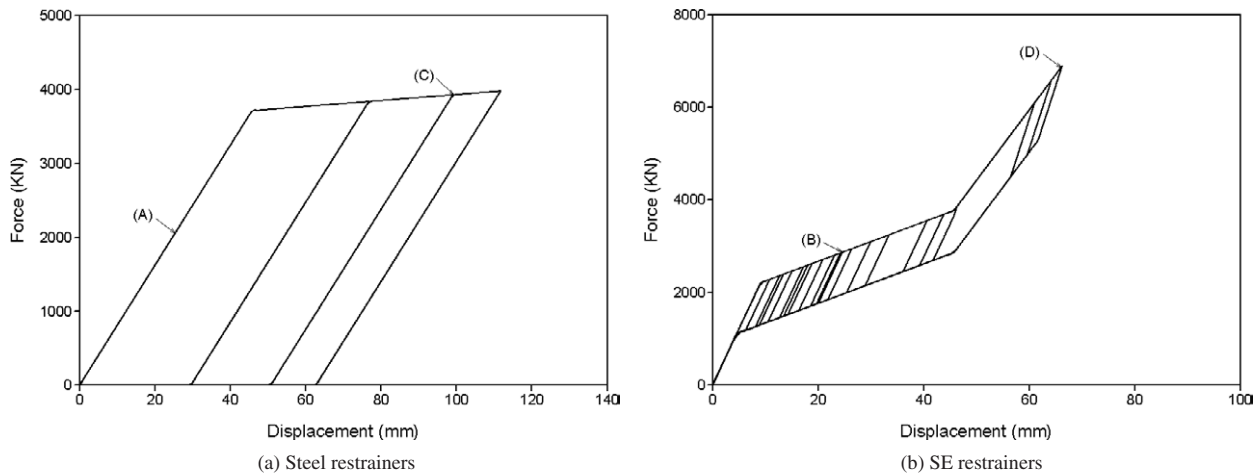 5000
4000
3000
2000
1000
0
0 20 40 60 80 100 120 140
Force (KN)
Displacement (mm)
(A)
(C)
(a) Steel restrainers
8000
6000
4000
2000
0
0 20 40 60 80 100
Force (KN)
Displacement (mm)
(B)
(D)
(b) SE restrainers